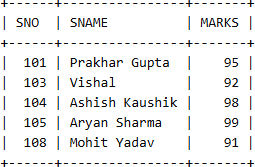 +------+----------------+-------+
| SNO | SNAME | MARKS |
+------+----------------+-------+
| 101 | Prakhar Gupta | 95 |
| 103 | Vishal | 92 |
| 104 | Ashish Kaushik | 98 |
| 105 | Aryan Sharma | 99 |
| 108 | Mohit Yadav | 91 |
+------+----------------+-------+